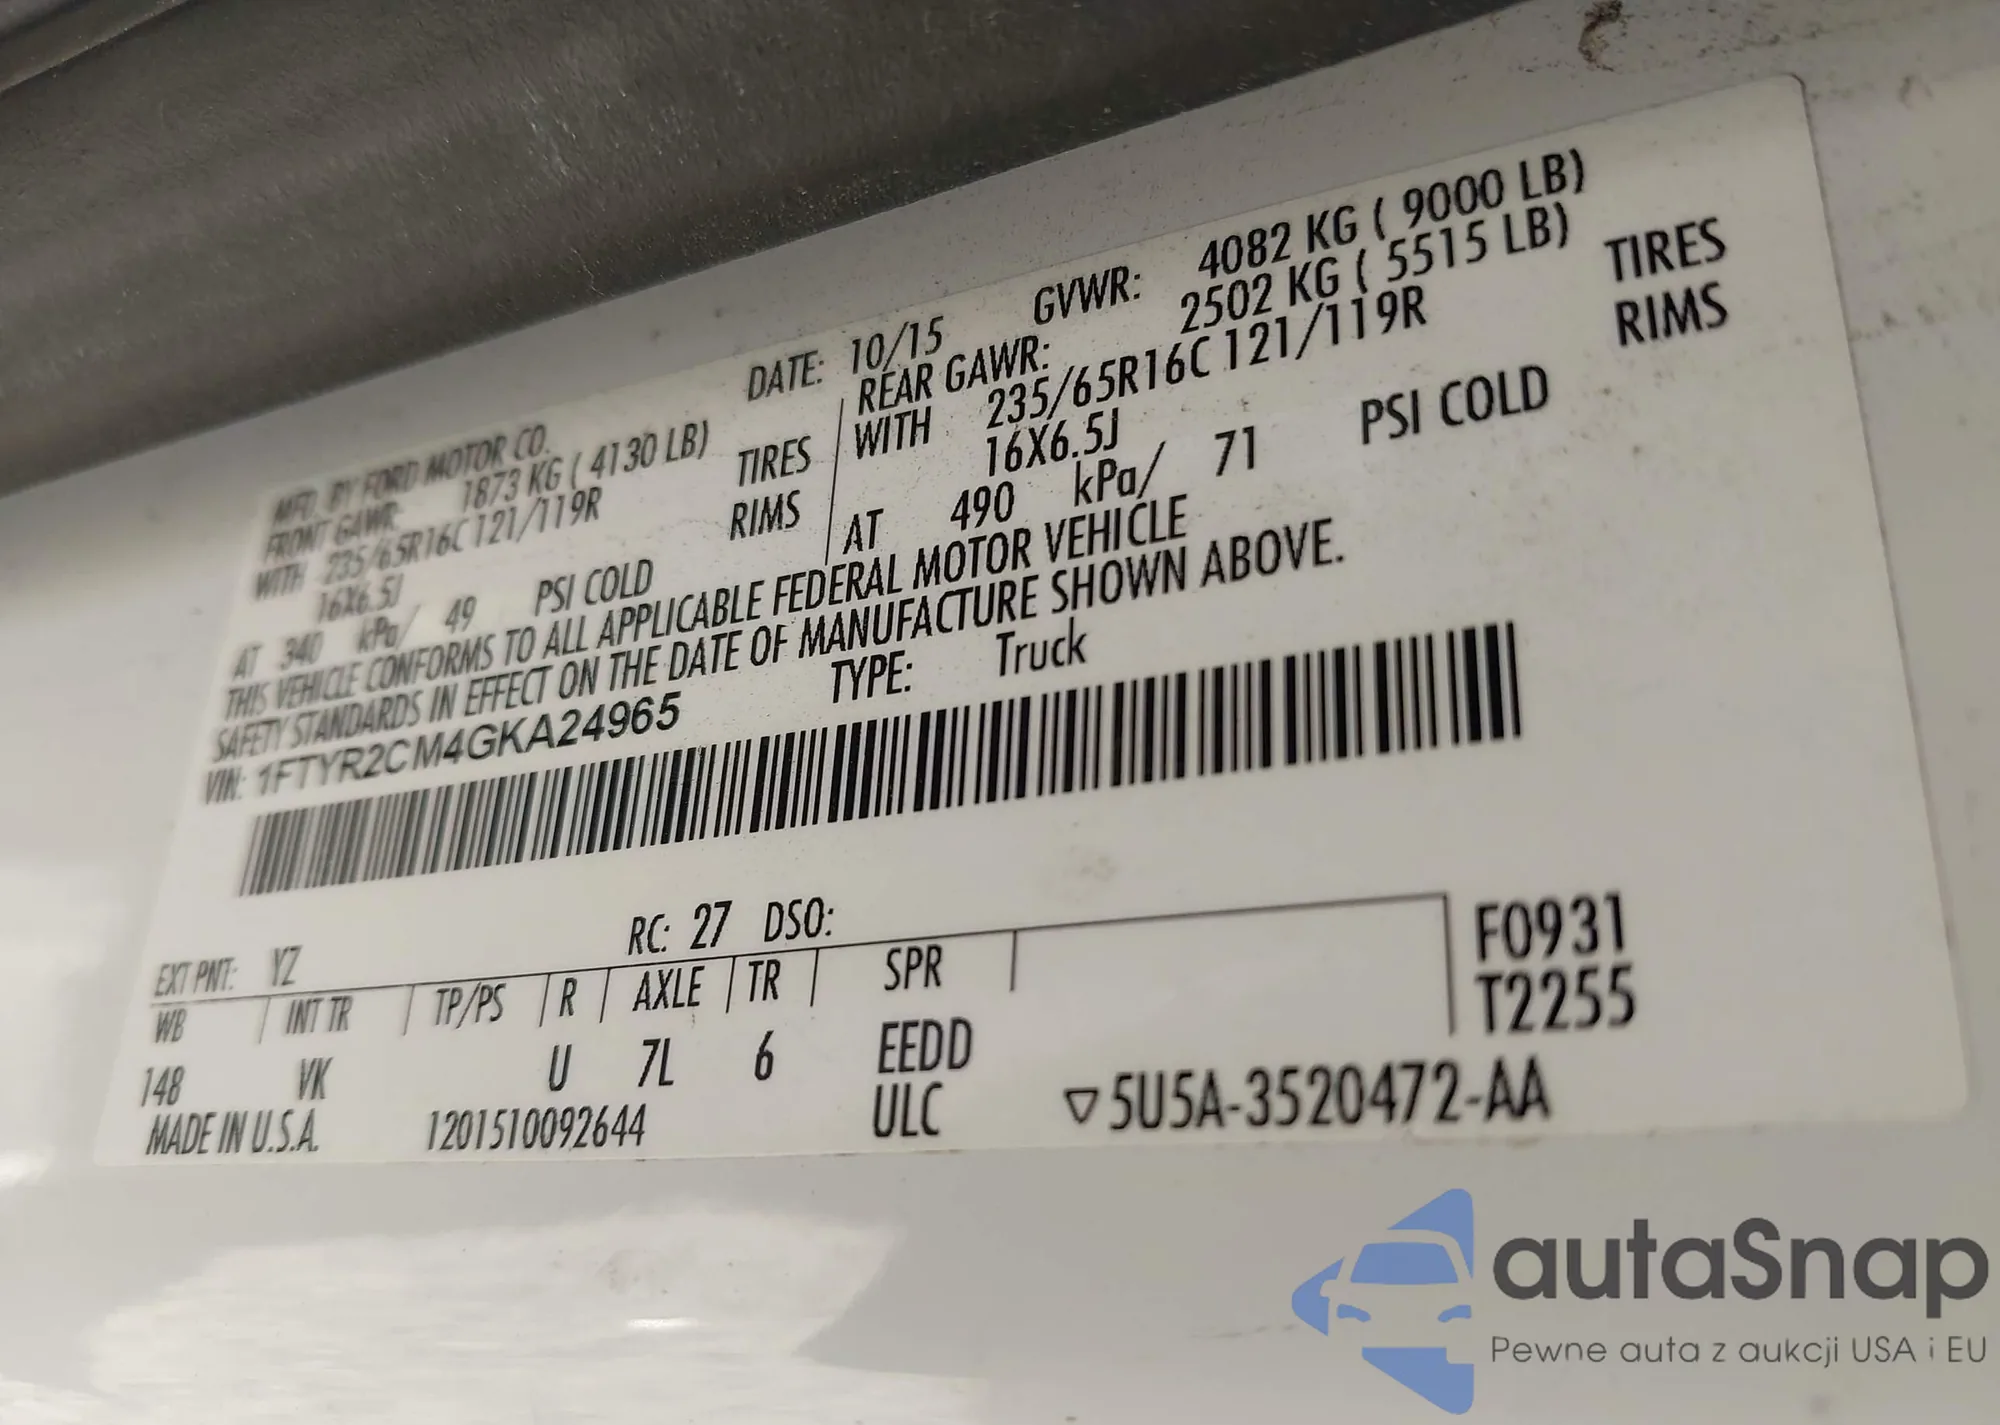 MFD. BY FORD MOTOR CO.
DATE: 10/15
GVWR: 4082 KG ( 9000 LB)
FRONT GAWR: 1873 KG ( 4130 LB)
REAR GAWR: 2502 KG ( 5515 LB)
WITH 235/65R16C 121/119R TIRES
WITH 235/65R16C 121/119R TIRES
16X6.5J RIMS
16X6.5J RIMS
AT 340 kPa/ 49 PSI COLD
AT 490 kPa/ 71 PSI COLD
THIS VEHICLE CONFORMS TO ALL APPLICABLE FEDERAL MOTOR VEHICLE
SAFETY STANDARDS IN EFFECT ON THE DATE OF MANUFACTURE SHOWN ABOVE.
VIN: 1FTYR2CM4GKA24965
TYPE: Truck
EXT PNT: YZ RC: 27 DSO:
WB INT TR TP/PS R AXLE TR SPR
148 VK U 7L 6 EEDD
F0931
T2255
MADE IN U.S.A. 1201510092644 ULC ▽5U5A-3520472-AA
autaSnap
Pewne auta z aukcji USA i EU